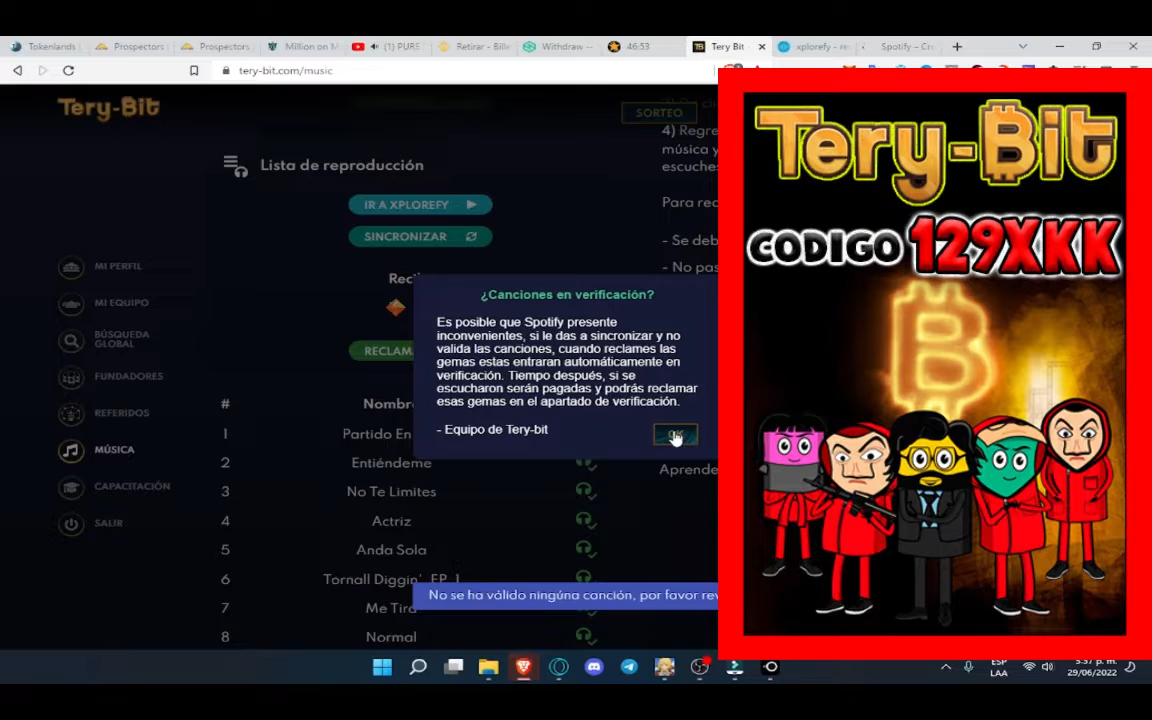 Tokenlands
Prospectors
Prospectors
Million on M
(1) PURE
Retirar - Bille
Withdraw --
46:53
Tery Bit
xplorefy - re
Spotify – Cr
tery-bit.com/music
Tery-Bit
SORTEO
Lista de reproducción
IR A XPLOREFY
SINCRONIZAR
4) Regre
música y
escuches
Para rec
- Se deb
- No pas
MI PERFIL
MI EQUIPO
BÚSQUEDA
GLOBAL
FUNDADORES
REFERIDOS
MÚSICA
CAPACITACIÓN
SALIR
RECLAMA
¿Canciones en verificación?
Es posible que Spotify presente
inconvenientes, si le das a sincronizar y no
valida las canciones, cuando reclames las
gemas estas entraran automáticamente en
verificación. Tiempo después, si se
escucharon serán pagadas y podrás reclamar
esas gemas en el apartado de verificación.
- Equipo de Tery-bit
Aprende
# Nombr
1 Partido En
2 Entiéndeme
3 No Te Limites
4 Actriz
5 Anda Sola
6 Tornall Diggin', EP. 1
7 Me Tira
8 Normal
No se ha válido ningúna canción, por favor rev
Tery-Bit
CODIGO 129XKK
ESP
LAA
5:37 p. m.
29/06/2022